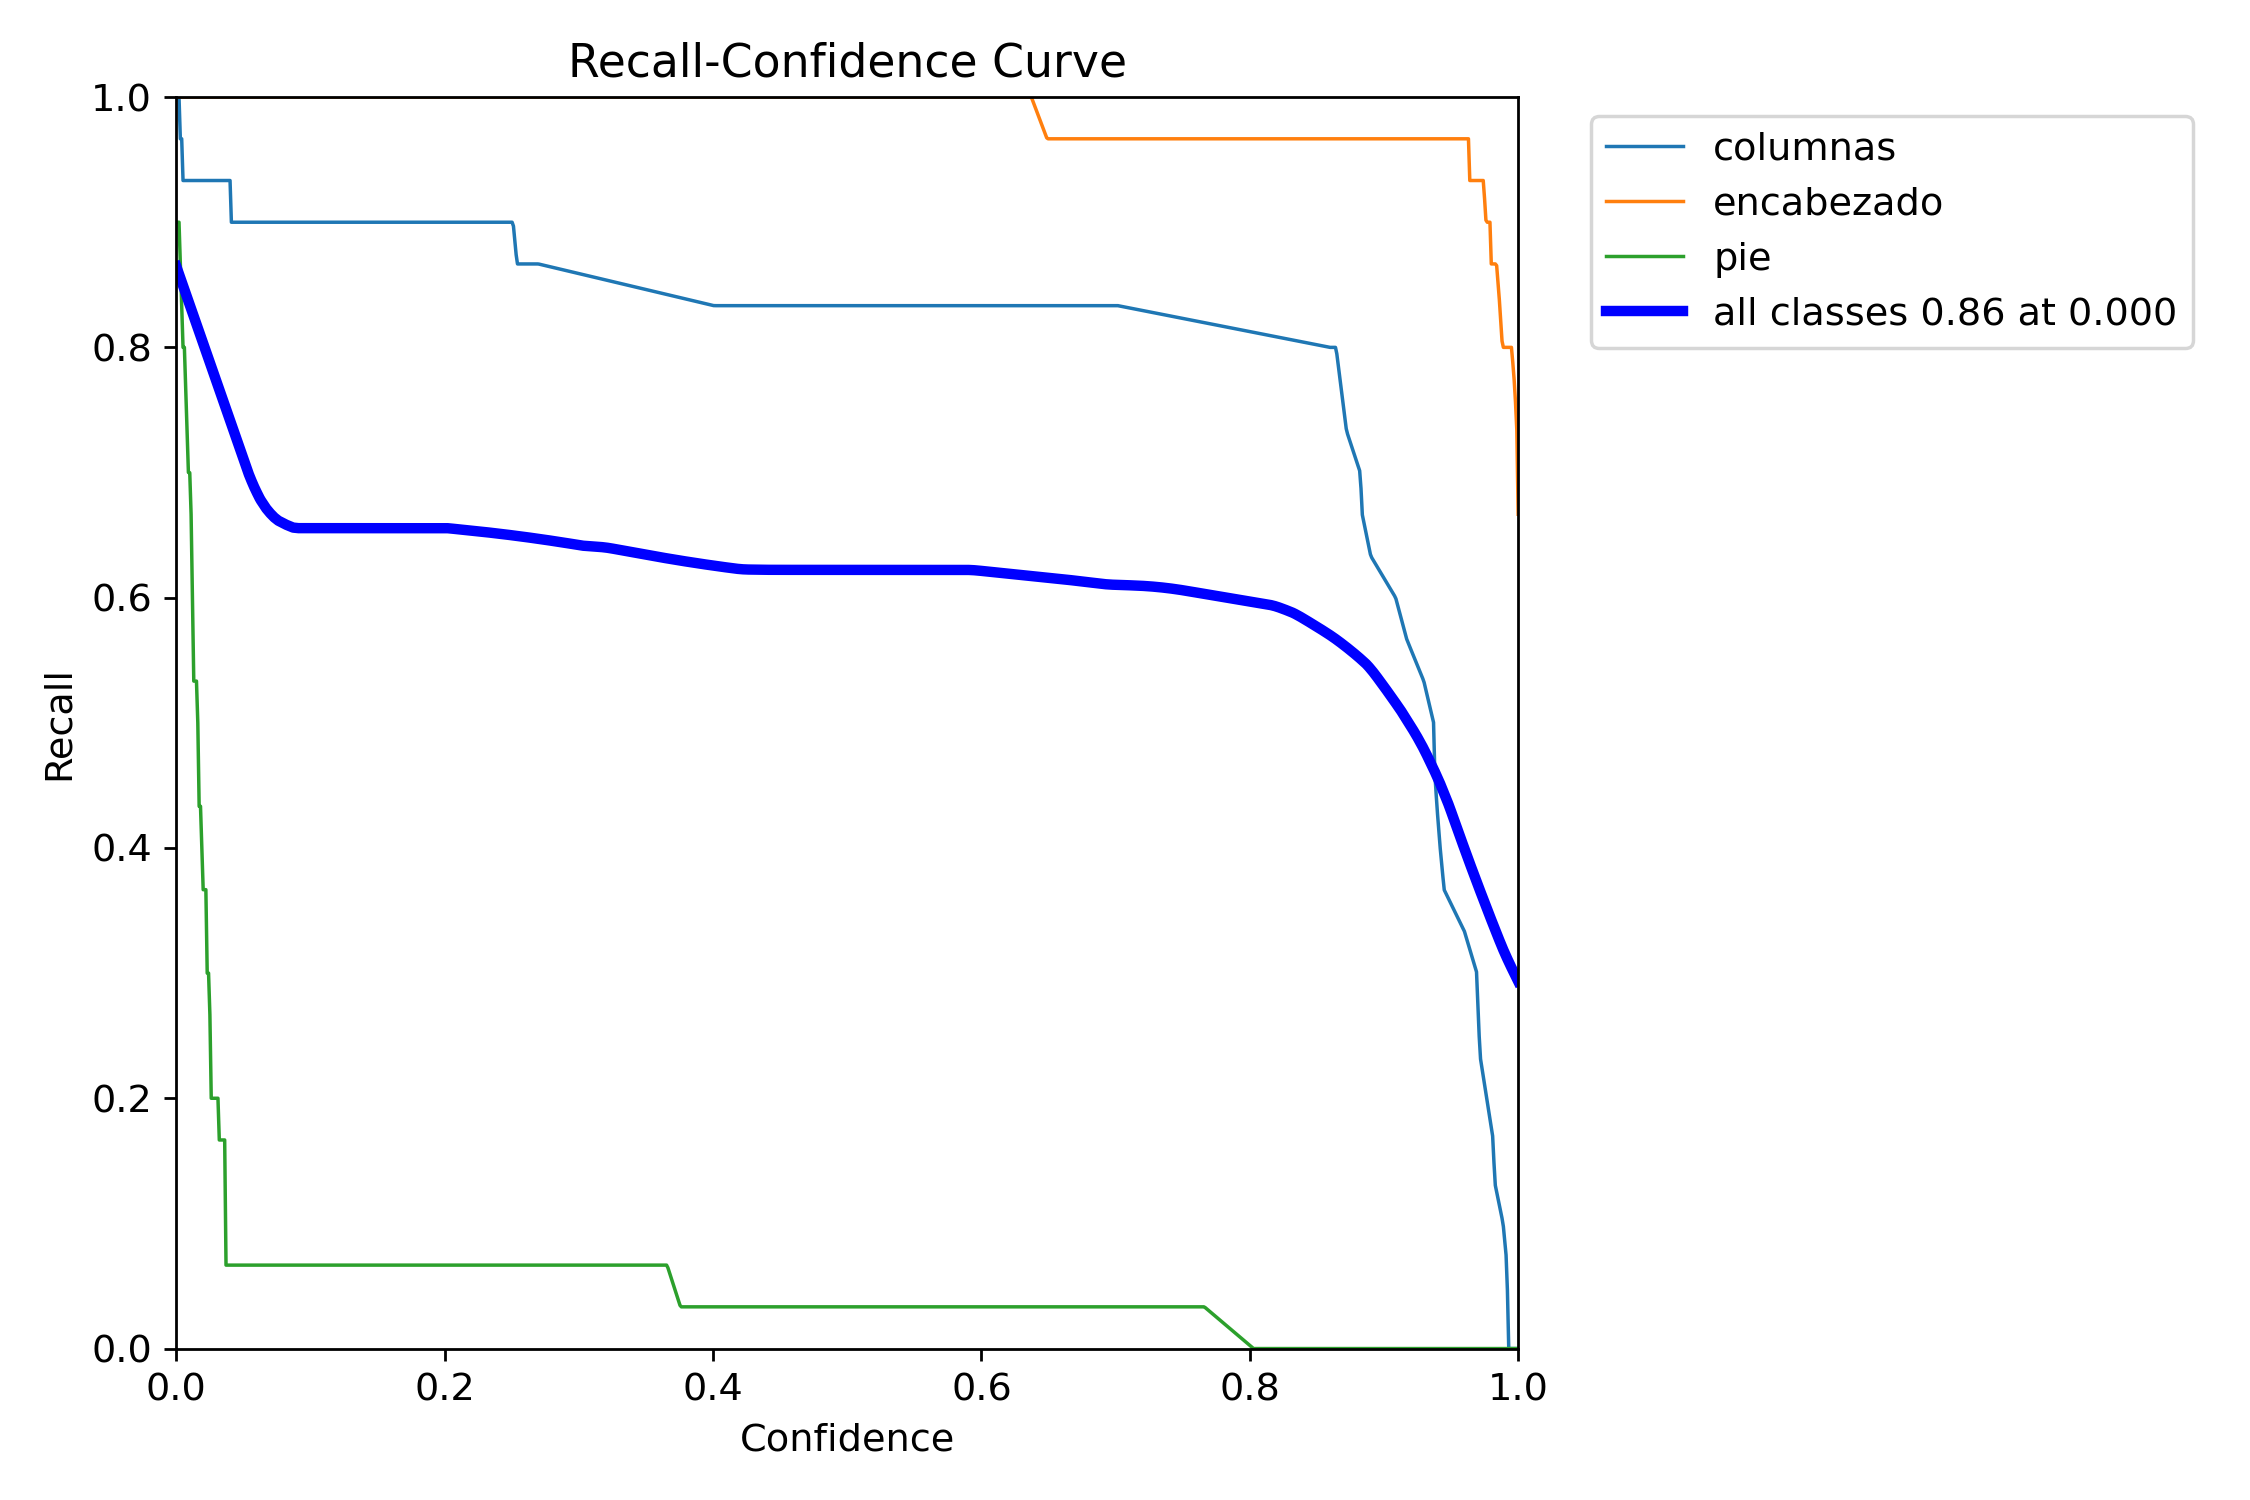 Recall-Confidence Curve
1.0
0.8
0.6
0.4
0.2
0.0
Recall
0.0 0.2 0.4 0.6 0.8 1.0
Confidence
columnas
encabezado
pie
all classes 0.86 at 0.000